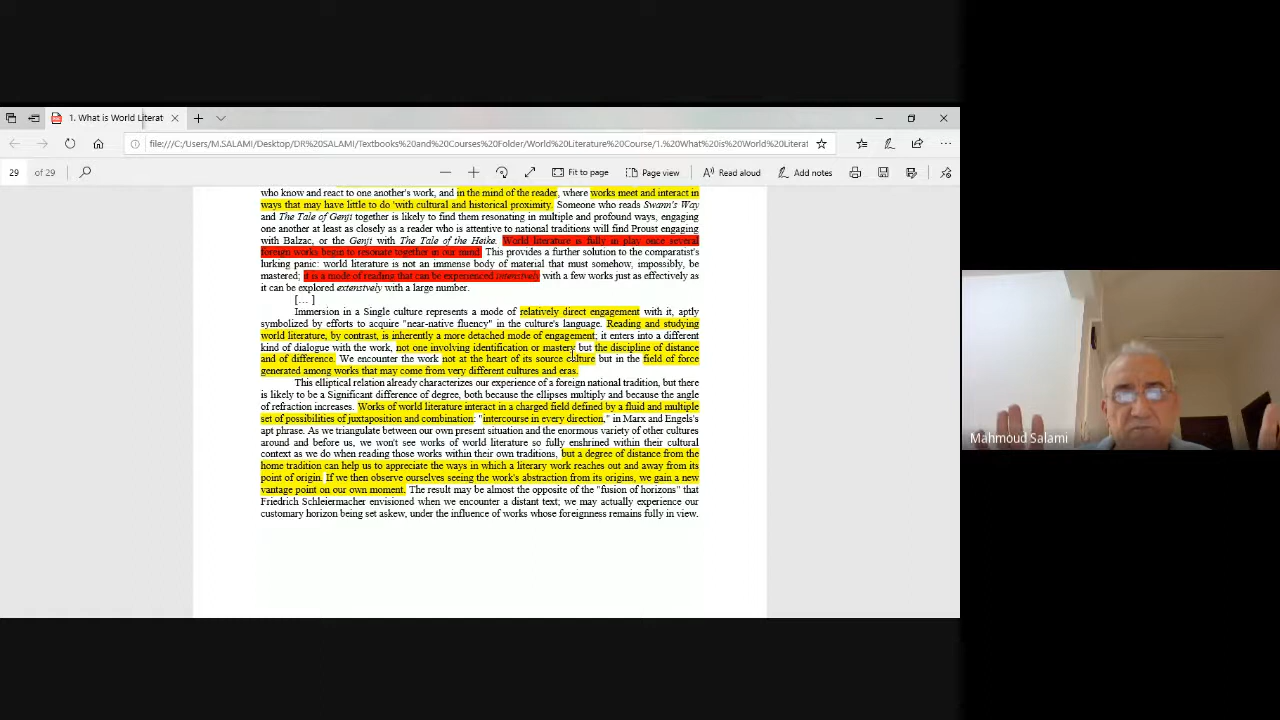 1. What is World Literat
file:///C:/Users/M.SALAMI/Desktop/DR%20SALAMI/Textbooks%20and%20Courses%20Folder/World%20Literature%20Course/1.%20What%20is%20World%20Literat
29 of 29
Fit to page
Page view
Read aloud
Add notes
who know and react to one another's work, and in the mind of the reader, where works meet and interact in
ways that may have little to do 'with cultural and historical proximity. Someone who reads Swann's Way
and The Tale of Genji together is likely to find them resonating in multiple and profound ways, engaging
one another at least as closely as a reader who is attentive to national traditions will find Proust engaging
with Balzac, or the Genji with The Tale of the Heike. World literature is fully in play once several
foreign works begin to resonate together in our mind. This provides a further solution to the comparatist's
lurking panic: world literature is not an immense body of material that must somehow, impossibly, be
mastered; it is a mode of reading that can be experienced intensively with a few works just as effectively as
it can be explored extensively with a large number.
[... ]
Immersion in a Single culture represents a mode of relatively direct engagement with it, aptly
symbolized by efforts to acquire "near-native fluency" in the culture's language. Reading and studying
world literature, by contrast, is inherently a more detached mode of engagement; it enters into a different
kind of dialogue with the work, not one involving identification or mastery but the discipline of distance
and of difference. We encounter the work not at the heart of its source culture but in the field of force
generated among works that may come from very different cultures and eras.
This elliptical relation already characterizes our experience of a foreign national tradition, but there
is likely to be a Significant difference of degree, both because the ellipses multiply and because the angle
of refraction increases. Works of world literature interact in a charged field defined by a fluid and multiple
set of possibilities of juxtaposition and combination: "intercourse in every direction," in Marx and Engels's
apt phrase. As we triangulate between our own present situation and the enormous variety of other cultures
around and before us, we won't see works of world literature so fully enshrined within their cultural
context as we do when reading those works within their own traditions, but a degree of distance from the
home tradition can help us to appreciate the ways in which a literary work reaches out and away from its
point of origin. If we then observe ourselves seeing the work's abstraction from its origins, we gain a new
vantage point on our own moment. The result may be almost the opposite of the "fusion of horizons" that
Friedrich Schleiermacher envisioned when we encounter a distant text; we may actually experience our
customary horizon being set askew, under the influence of works whose foreignness remains fully in view.
Mahmoud Salami